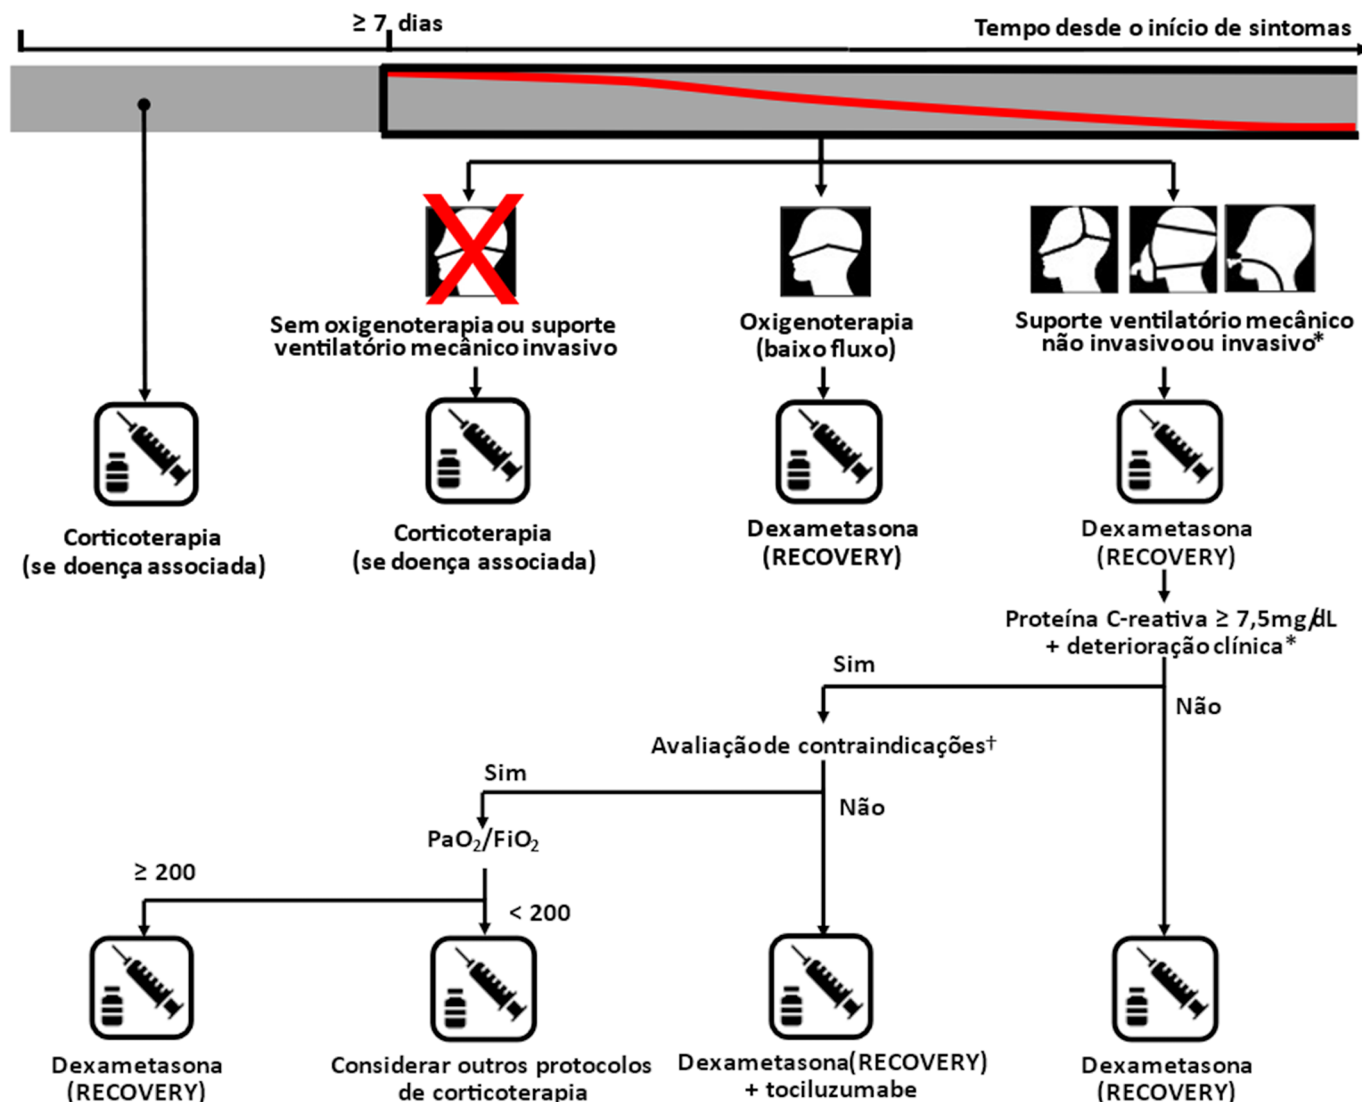 ≥ 7 dias
Tempo desde o início de sintomas
Sem oxigenoterapia ou suporte
ventilatório mecânico invasivo
Oxigenoterapia
(baixo fluxo)
Suporte ventilatório mecânico
não invasivo ou invasivo*
Corticoterapia
(se doença associada)
Corticoterapia
(se doença associada)
Dexametasona
(RECOVERY)
Dexametasona
(RECOVERY)
Proteína C-reativa ≥ 7,5mg/dL
+ deterioração clínica*
Sim
Não
Avaliação de contraindicações†
Sim
Não
PaO₂/FiO₂
≥ 200
< 200
Dexametasona
(RECOVERY)
Considerar outros protocolos
de corticoterapia
Dexametasona(RECOVERY)
+ tociluzumabe
Dexametasona
(RECOVERY)